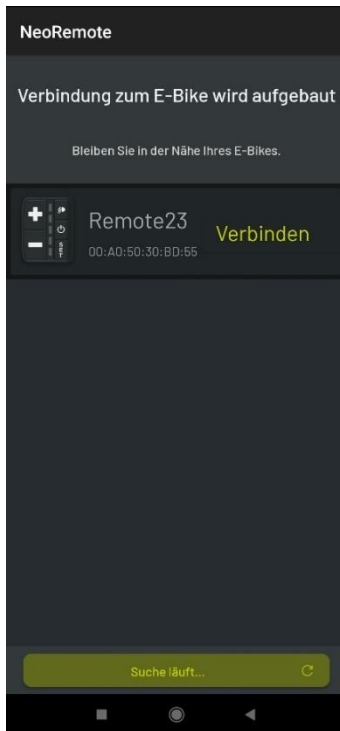 NeoRemote
Verbindung zum E-Bike wird aufgebaut
Bleiben Sie in der Nähe Ihres E-Bikes.
Remote23
Verbinden
00:A0:50:30:BD:55
SET
Suche läuft...